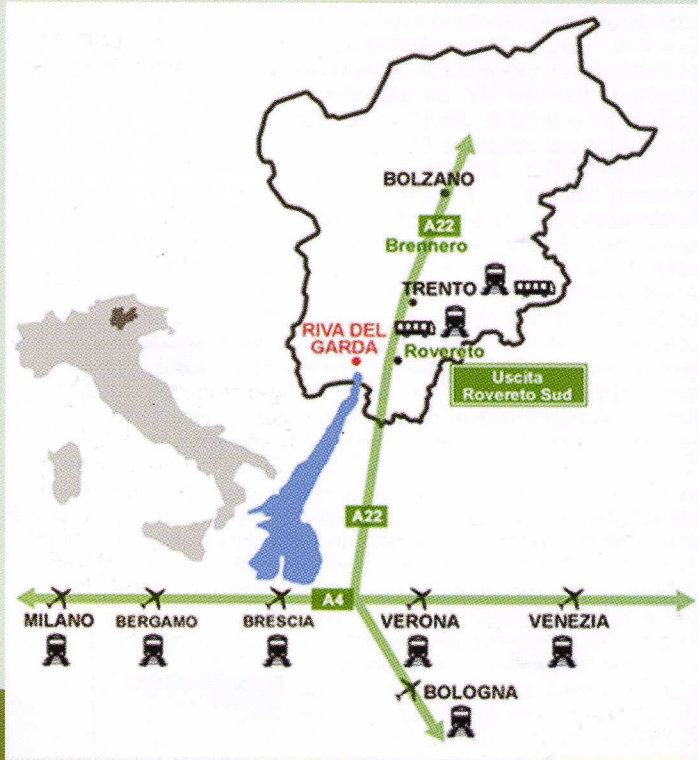 BOLZANO
A22
Brennero
TRENTO
RIVA DEL
GARDA
Rovereto
Uscita
Rovereto Sud
A22
A4
MILANO
BERGAMO
BRESCIA
VERONA
VENEZIA
BOLOGNA